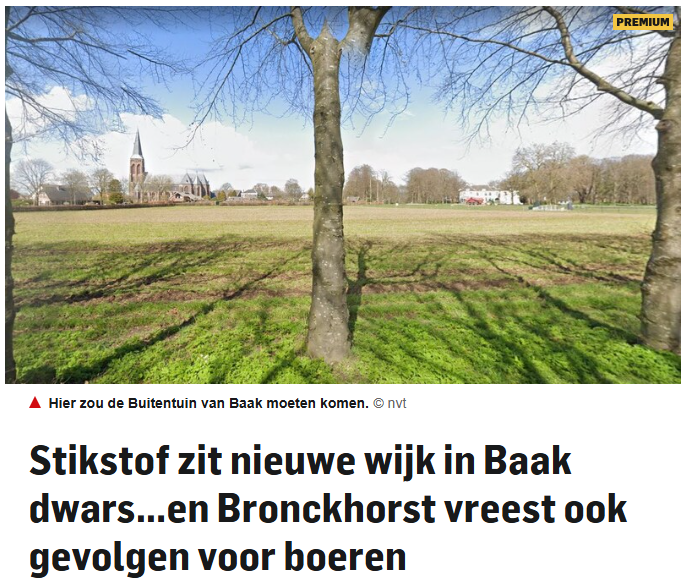 PREMIUM
Hier zou de Buitentuin van Baak moeten komen. © nvt
Stikstof zit nieuwe wijk in Baak
dwars...en Bronckhorst vreest ook
gevolgen voor boeren